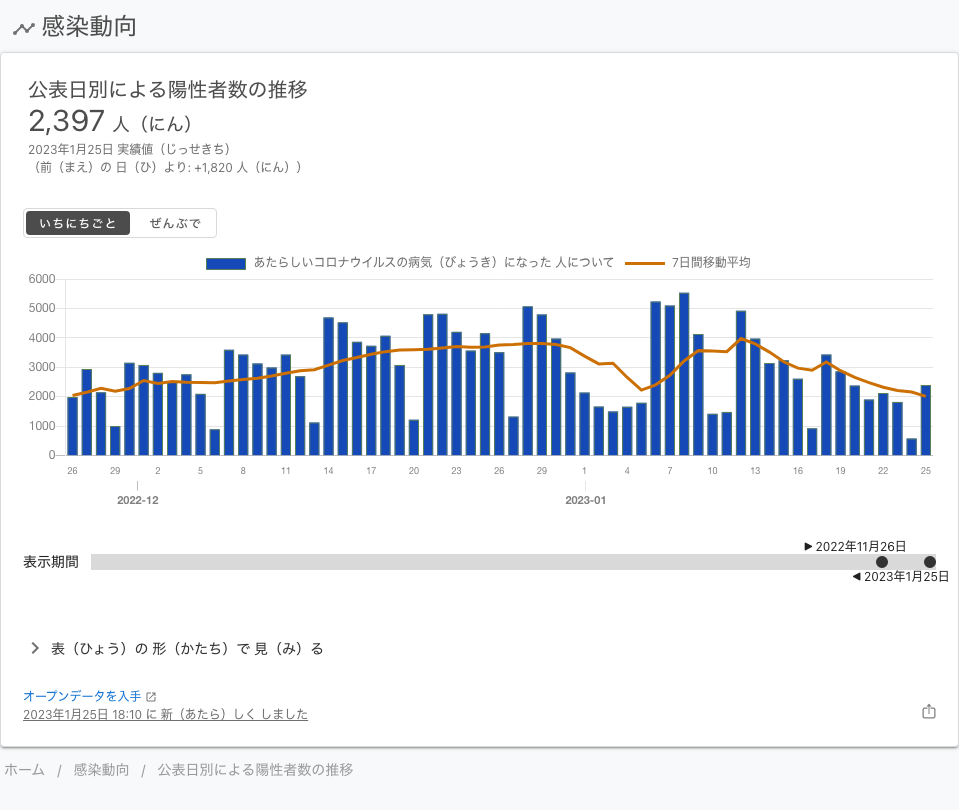 感染動向
公表日別による陽性者数の推移
2,397 人（にん）
2023年1月25日 実績値（じっせきち）
（前（まえ）の 日（ひ）より: +1,820 人（にん））
いちにちごと ぜんぶで
あたらしいコロナウイルスの病気（びょうき）になった 人について 7日間移動平均
6000
5000
4000
3000
2000
1000
0
26 29 2 5 8 11 14 17 20 23 26 29 1 4 7 10 13 16 19 22 25
2022-12 2023-01
▶ 2022年11月26日
表示期間
◀ 2023年1月25日
表（ひょう）の 形（かたち）で 見（み）る
オープンデータを入手
2023年1月25日 18:10 に 新（あたら）しく しました
ホーム / 感染動向 / 公表日別による陽性者数の推移